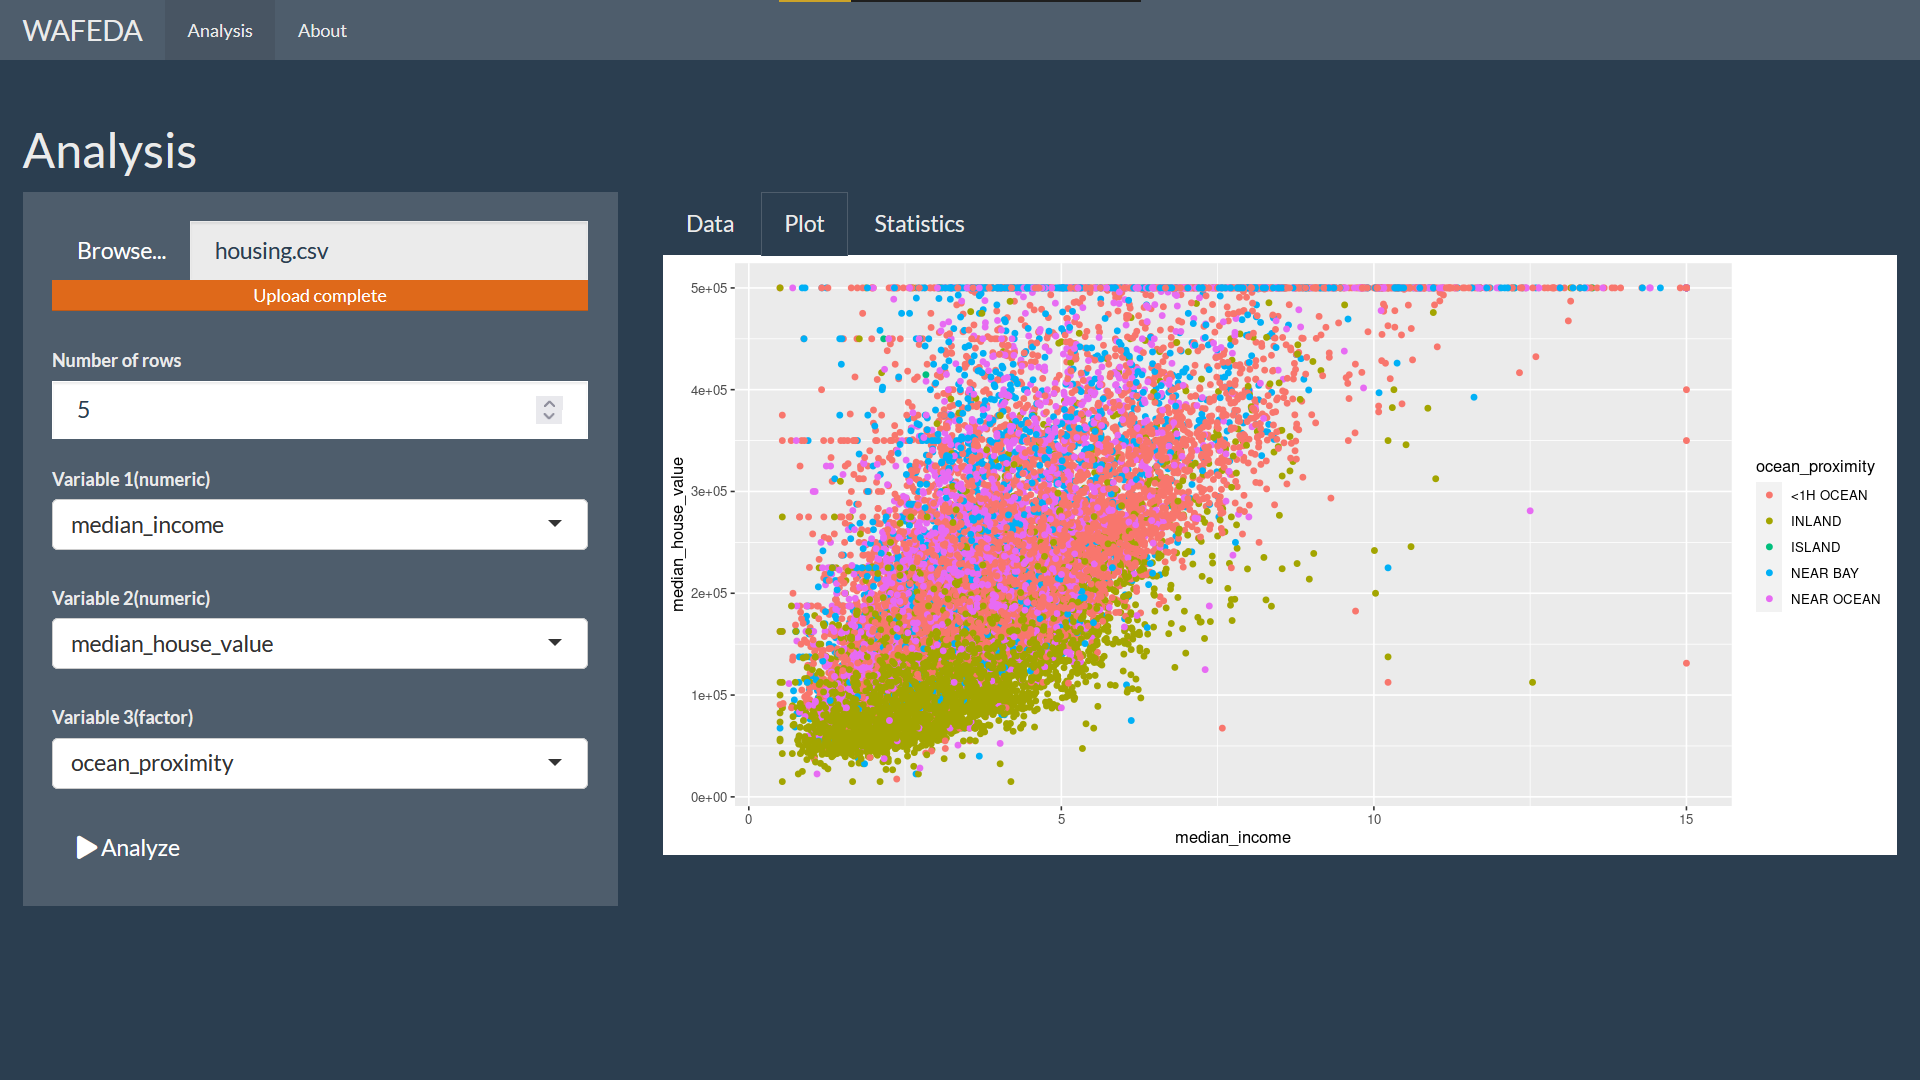 WAFEDA
Analysis
About
Analysis
Browse...
housing.csv
Upload complete
Number of rows
5
Variable 1(numeric)
median_income
Variable 2(numeric)
median_house_value
Variable 3(factor)
ocean_proximity
Analyze
Data
Plot
Statistics
5e+05
4e+05
3e+05
2e+05
1e+05
0e+00
median_house_value
0
5
10
15
median_income
ocean_proximity
<1H OCEAN
INLAND
ISLAND
NEAR BAY
NEAR OCEAN